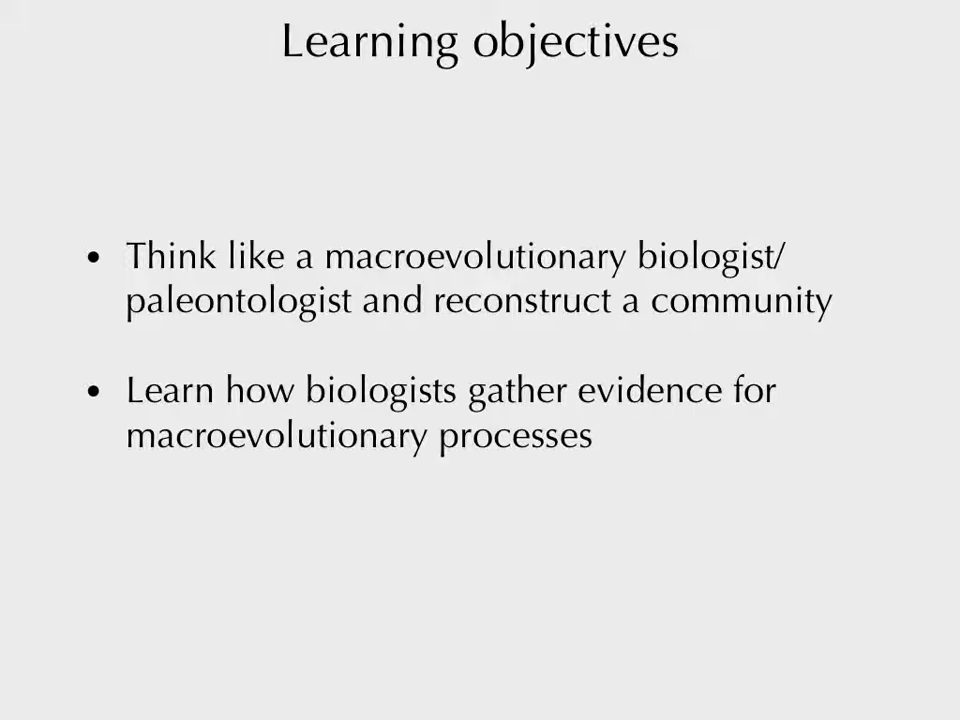 Learning objectives
• Think like a macroevolutionary biologist/
paleontologist and reconstruct a community
• Learn how biologists gather evidence for
macroevolutionary processes